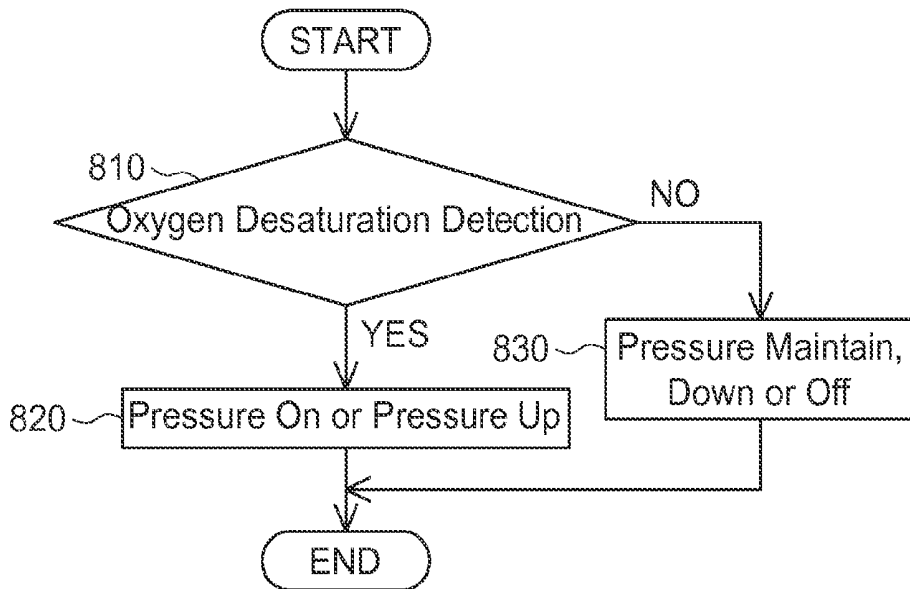 START
810
Oxygen Desaturation Detection
NO
YES
830
Pressure Maintain,
Down or Off
820
Pressure On or Pressure Up
END